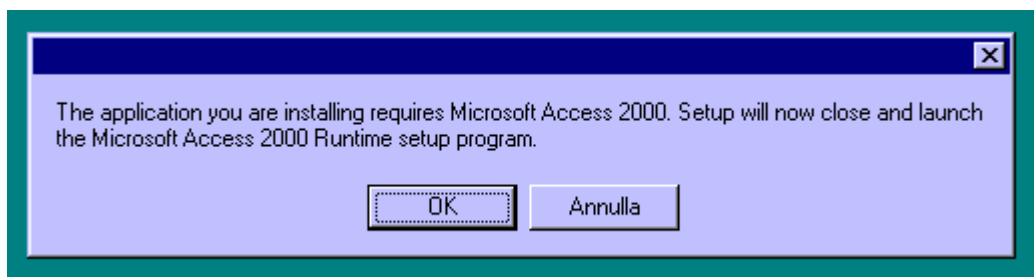 The application you are installing requires Microsoft Access 2000. Setup will now close and launch
the Microsoft Access 2000 Runtime setup program.
OK
Annulla